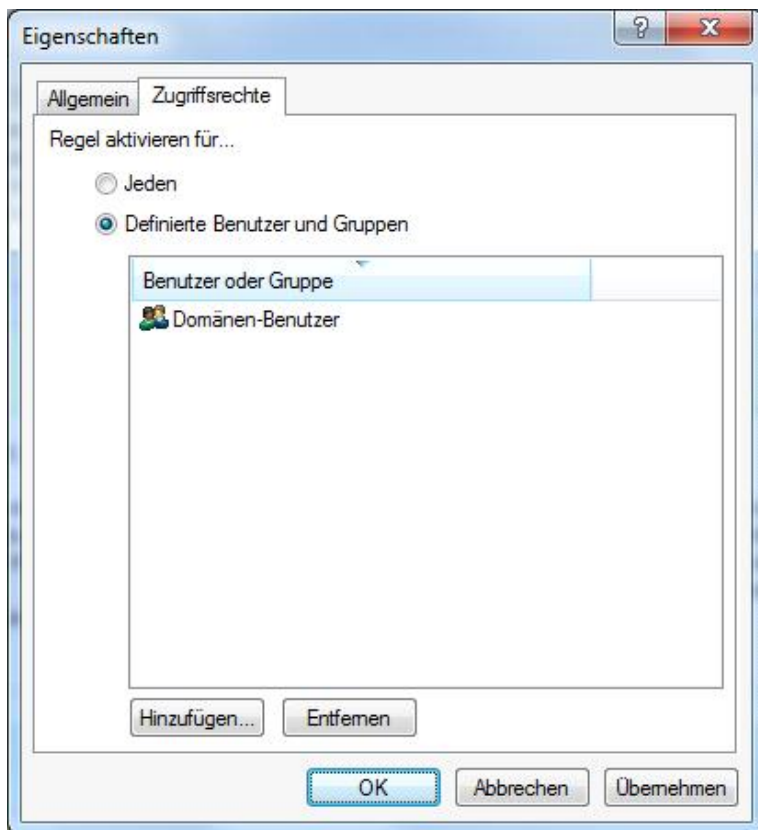 Eigenschaften
?
X
Allgemein
Zugriffsrechte
Regel aktivieren für...
Jeden
Definierte Benutzer und Gruppen
Benutzer oder Gruppe
Domänen-Benutzer
Hinzufügen... Entfernen
OK Abbrechen Übernehmen